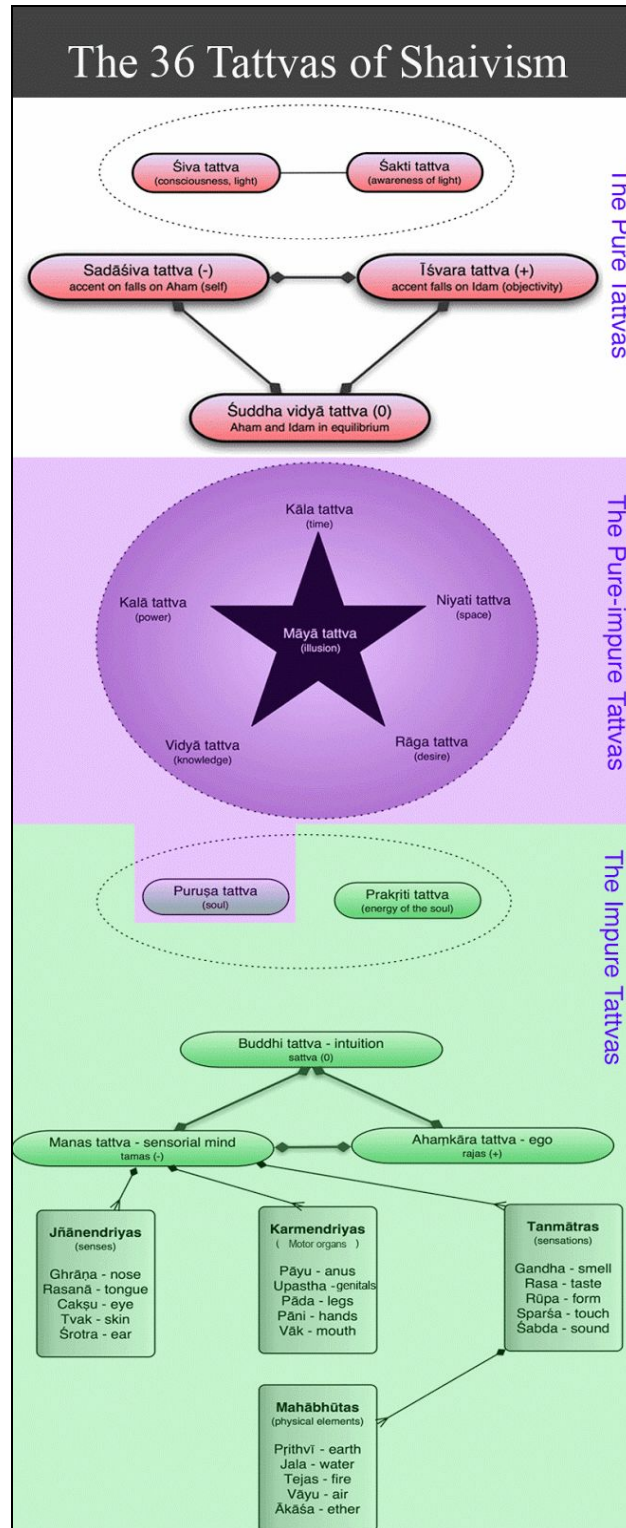 The 36 Tattvas of Shaivism
The Pure Tattvas
Śiva tattva
(consciousness, light)
Śakti tattva
(awareness of light)
Sadāśiva tattva (-)
accent on falls on Aham (self)
Īśvara tattva (+)
accent falls on Idam (objectivity)
Śuddha vidyā tattva (0)
Aham and Idam in equilibrium
The Pure-impure Tattvas
Kāla tattva
(time)
Kalā tattva
(power)
Niyati tattva
(space)
Māyā tattva
(illusion)
Vidyā tattva
(knowledge)
Rāga tattva
(desire)
The Impure Tattvas
Puruṣa tattva
(soul)
Prakṛiti tattva
(energy of the soul)
Buddhi tattva - intuition
sattva (0)
Manas tattva - sensorial mind
tamas (-)
Ahaṃkāra tattva - ego
rajas (+)
Jñānendriyas
(senses)
Ghrāṇa - nose
Rasanā - tongue
Cakṣu - eye
Tvak - skin
Śrotra - ear
Karmendriyas
( Motor organs )
Pāyu - anus
Upastha -genitals
Pāda - legs
Pāni - hands
Vāk - mouth
Tanmātras
(sensations)
Gandha - smell
Rasa - taste
Rūpa - form
Sparśa - touch
Śabda - sound
Mahābhūtas
(physical elements)
Pṛithvī - earth
Jala - water
Tejas - fire
Vāyu - air
Ākāśa - ether